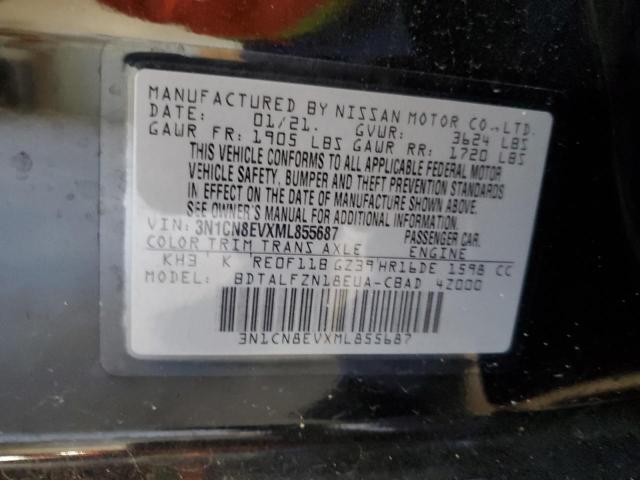 MANUFACTURED BY NISSAN MOTOR CO.,LTD.
DATE: 01/21. GVWR: 3624 LBS
GAWR FR: 1905 LBS GAWR RR: 1720 LBS
THIS VEHICLE CONFORMS TO ALL APPLICABLE FEDERAL MOTOR
VEHICLE SAFETY, BUMPER AND THEFT PREVENTION STANDARDS
IN EFFECT ON THE DATE OF MANUFACTURE SHOWN ABOVE.
SEE OWNER'S MANUAL FOR ADDITIONAL INFORMATION.
VIN: 3N1CN8EVXML855687 PASSENGER CAR.
COLOR TRIM TRANS AXLE ENGINE
KH3 K RE0F11B GZ39 HR16DE 1598 CC
MODEL: BDTALFZN18EUA-CBAD 4Z000
3N1CN8EVXML855687